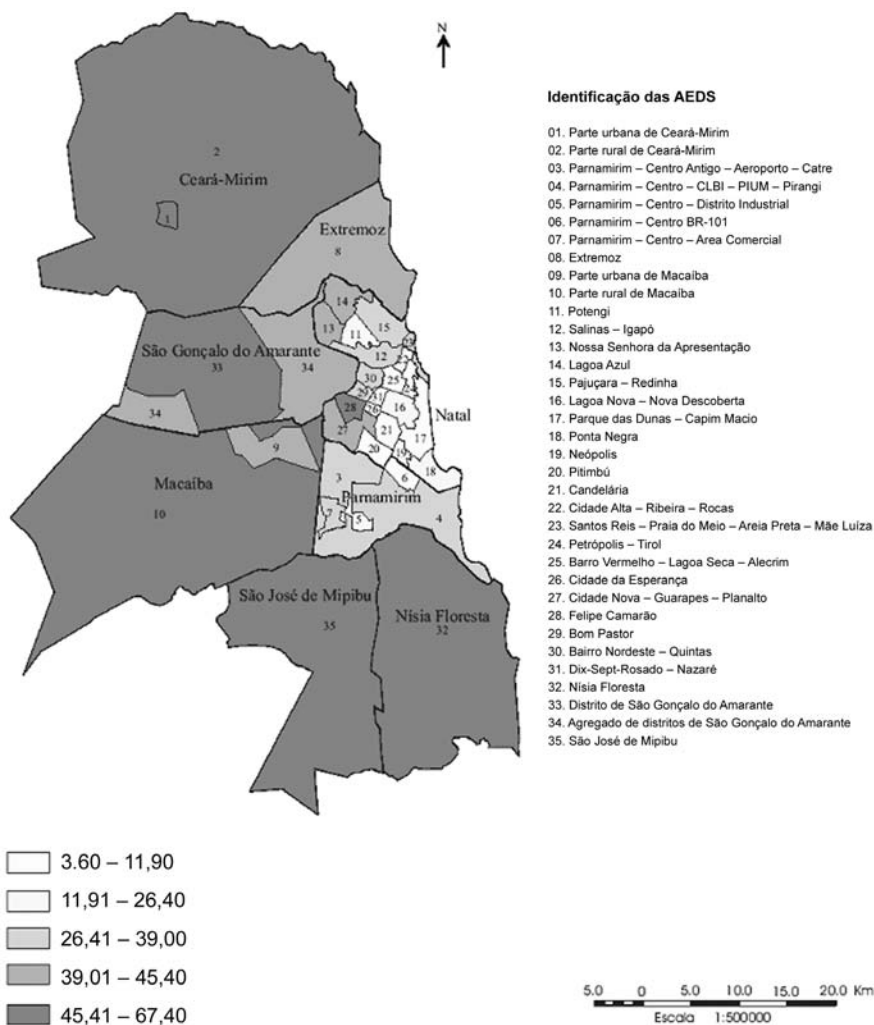 N
2
Ceará-Mirim
1
Extremoz
8
14
13
11
15
São Gonçalo do Amarante
33
34
12
23
22
30
25
24
29
31
34
28
26
16
Natal
27
21
17
9
20
19
18
Macaíba
3
6
10
Parnamirim
7
5
4
São José de Mipibu
35
Nísia Floresta
32
Identificação das AEDS
01. Parte urbana de Ceará-Mirim
02. Parte rural de Ceará-Mirim
03. Parnamirim – Centro Antigo – Aeroporto – Catre
04. Parnamirim – Centro – CLBI – PIUM – Pirangi
05. Parnamirim – Centro – Distrito Industrial
06. Parnamirim – Centro BR-101
07. Parnamirim – Centro – Area Comercial
08. Extremoz
09. Parte urbana de Macaíba
10. Parte rural de Macaíba
11. Potengi
12. Salinas – Igapó
13. Nossa Senhora da Apresentação
14. Lagoa Azul
15. Pajuçara – Redinha
16. Lagoa Nova – Nova Descoberta
17. Parque das Dunas – Capim Macio
18. Ponta Negra
19. Neópolis
20. Pitimbú
21. Candelária
22. Cidade Alta – Ribeira – Rocas
23. Santos Reis – Praia do Meio – Areia Preta – Mãe Luíza
24. Petrópolis – Tirol
25. Barro Vermelho – Lagoa Seca – Alecrim
26. Cidade da Esperança
27. Cidade Nova – Guarapes – Planalto
28. Felipe Camarão
29. Bom Pastor
30. Bairro Nordeste – Quintas
31. Dix-Sept-Rosado – Nazaré
32. Nísia Floresta
33. Distrito de São Gonçalo do Amarante
34. Agregado de distritos de São Gonçalo do Amarante
35. São José de Mipibu
3.60 – 11,90
11,91 – 26,40
26,41 – 39,00
39,01 – 45,40
45,41 – 67,40
5.0 0 5.0 10.0 15.0 20.0 Km
Escala 1:500000